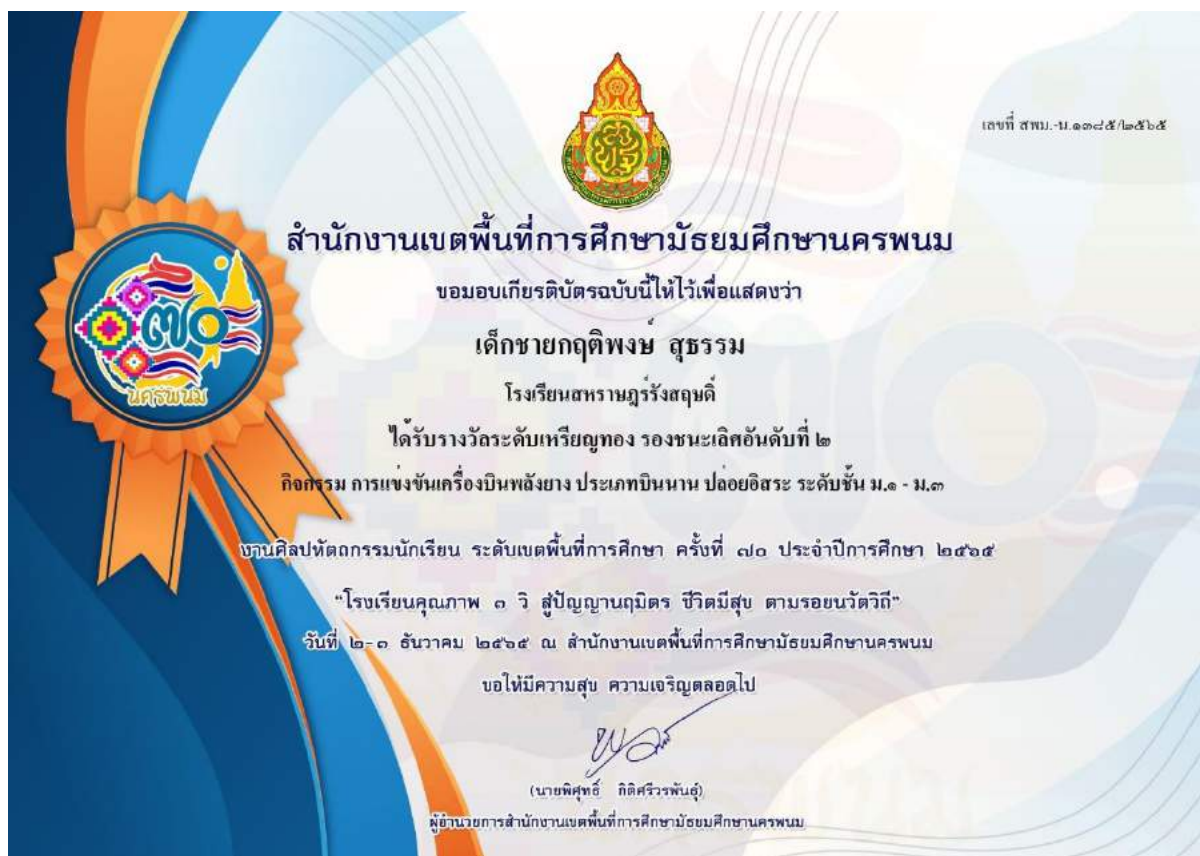 เลขที่ สพม.-น.๑๓๘๕/๒๕๖๕
สำนักงานเขตพื้นที่การศึกษามัธยมศึกษานครพนม
ขอมอบเกียรติบัตรฉบับนี้ให้ไว้เพื่อแสดงว่า
เด็กชายกฤติพงษ์ สุธรรม
โรงเรียนสหราษฎร์รังสฤษดิ์
ได้รับรางวัลระดับเหรียญทอง รองชนะเลิศอันดับที่ ๒
กิจกรรม การแข่งขันเครื่องบินพลังยาง ประเภทบินนาน ปล่อยอิสระ ระดับชั้น ม.๑ - ม.๓
งานศิลปหัตถกรรมนักเรียน ระดับเขตพื้นที่การศึกษา ครั้งที่ ๗๐ ประจำปีการศึกษา ๒๕๖๕
"โรงเรียนคุณภาพ ๓ วิ สู่ปัญญานฤมิตร ชีวิตมีสุข ตามรอยนวัตวิถี"
วันที่ ๒-๓ ธันวาคม ๒๕๖๕ ณ สำนักงานเขตพื้นที่การศึกษามัธยมศึกษานครพนม
ขอให้มีความสุข ความเจริญตลอดไป
(นายพิศุทธิ์ กิติศรีวรพันธุ์)
ผู้อำนวยการสำนักงานเขตพื้นที่การศึกษามัธยมศึกษานครพนม
๗๐
นครพนม